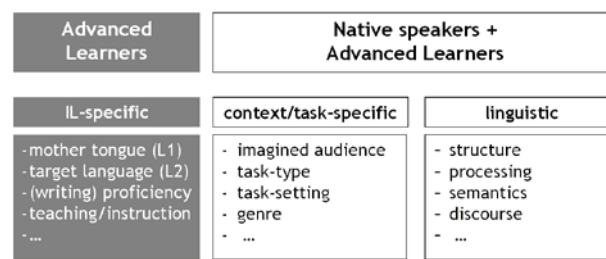 Advanced
Learners
Native speakers +
Advanced Learners
IL-specific
- mother tongue (L1)
- target language (L2)
- (writing) proficiency
- teaching/instruction
- ...
context/task-specific
- imagined audience
- task-type
- task-setting
- genre
- ...
linguistic
- structure
- processing
- semantics
- discourse
- ...